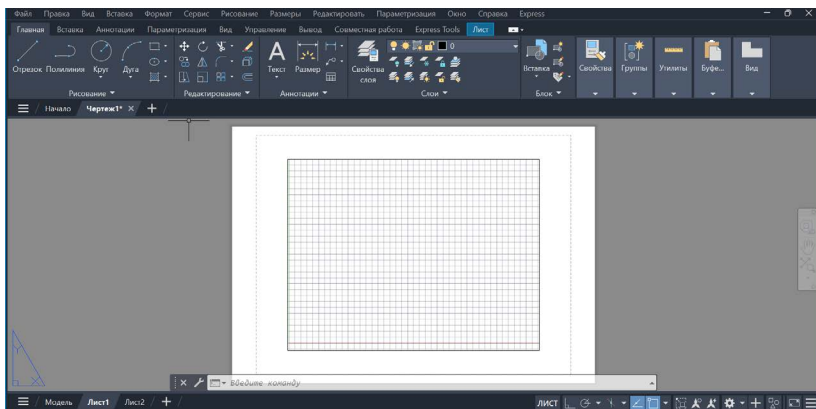 Файл Правка Вид Вставка Формат Сервис Рисование Размеры Редактировать Параметризация Окно Справка Express
Главная Вставка Аннотации Параметризация Вид Управление Вывод Совместная работа Express Tools Лист
0
Отрезок Полилиния Круг Дуга Текст Размер Свойства слоя Вставка Свойства Группы Утилиты Буфе... Вид
Рисование Редактирование Аннотации Слои Блок
Начало Чертеж1* × +
Y
X
Введите команду
Модель Лист1 Лист2 +
ЛИСТ